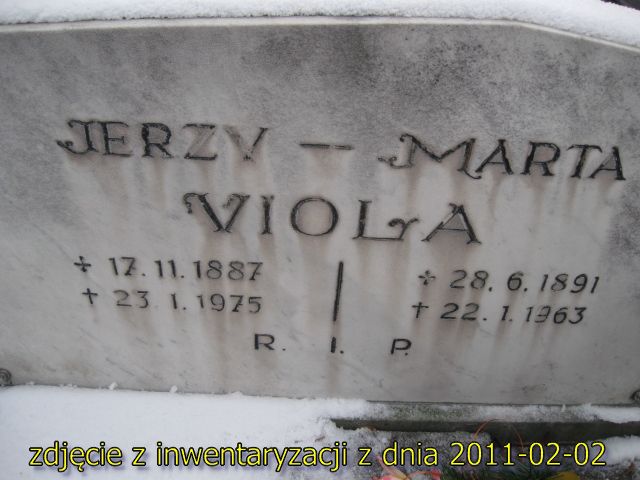 JERZY — MARTA
VIOLA
÷ 17.11.1887 | ÷ 28.6.1891
† 23.1.1975 | † 22.1.1963
R. I. P.
zdjęcie z inwentaryzacji z dnia 2011-02-02